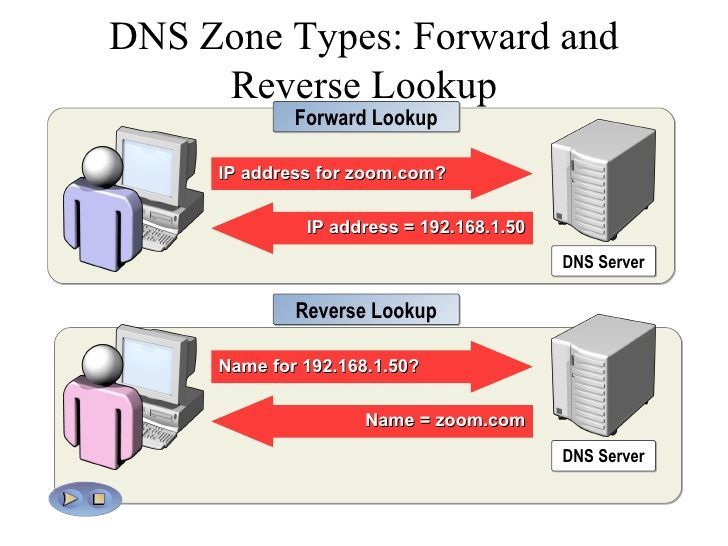 DNS Zone Types: Forward and
Reverse Lookup
Forward Lookup
IP address for zoom.com?
IP address = 192.168.1.50
DNS Server
Reverse Lookup
Name for 192.168.1.50?
Name = zoom.com
DNS Server